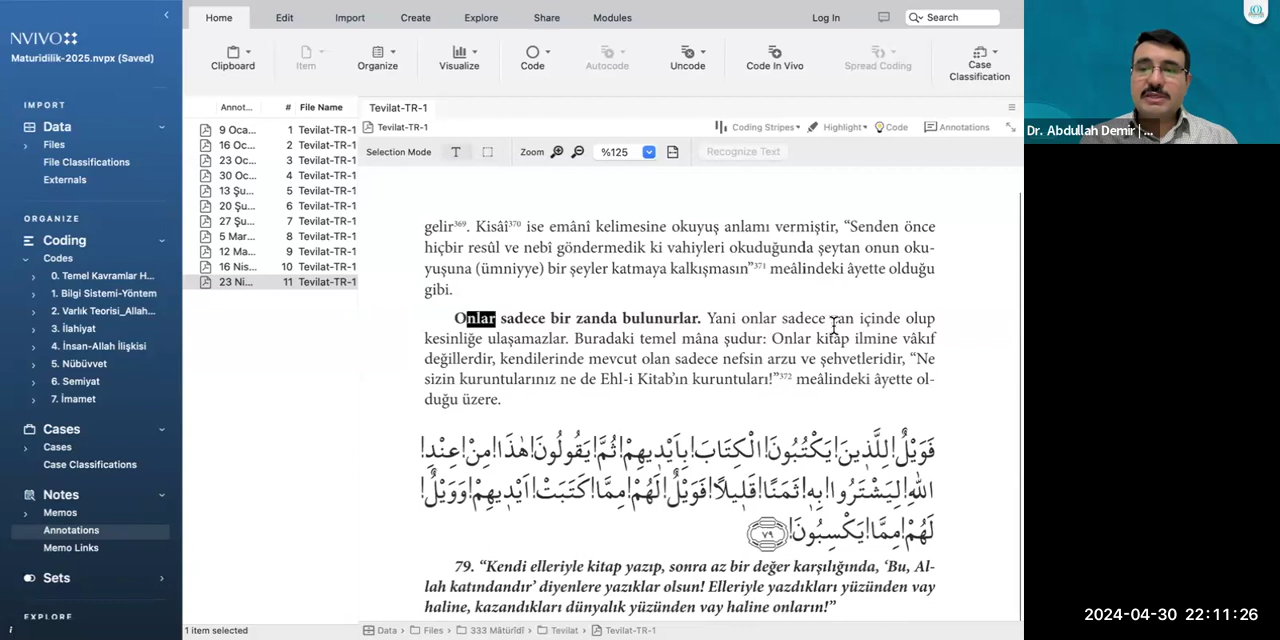 Home
Edit
Import
Create
Explore
Share
Modules
Log In
Search
NVIVO
Maturidilik-2025.nvpx (Saved)
Clipboard
Item
Organize
Visualize
Code
Autocode
Uncode
Code In Vivo
Spread Coding
Case
Classification
IMPORT
Data
Files
File Classifications
Externals
ORGANIZE
Coding
Codes
0. Temel Kavramlar H...
1. Bilgi Sistemi-Yöntem
2. Varlık Teorisi_Allah...
3. İlahiyat
4. İnsan-Allah İlişkisi
5. Nübüvvet
6. Semiyat
7. İmamet
Cases
Cases
Case Classifications
Notes
Memos
Annotations
Memo Links
Sets
EXPLORE
Annot... # File Name
9 Oca... 1 Tevilat-TR-1
16 Oc... 2 Tevilat-TR-1
23 Oc... 3 Tevilat-TR-1
30 Oc... 4 Tevilat-TR-1
13 Şu... 5 Tevilat-TR-1
20 Şu... 6 Tevilat-TR-1
27 Şu... 7 Tevilat-TR-1
5 Mar... 8 Tevilat-TR-1
12 Ma... 9 Tevilat-TR-1
16 Nis... 10 Tevilat-TR-1
23 Ni... 11 Tevilat-TR-1
1 item selected
Tevilat-TR-1
Tevilat-TR-1
Coding Stripes
Highlight
Code
Annotations
Selection Mode
Zoom
%125
Recognize Text
gelir³⁶⁹. Kisâî³⁷⁰ ise emânî kelimesine okuyuş anlamı vermiştir, “Senden önce
hiçbir resûl ve nebî göndermedik ki vahiyleri okuduğunda şeytan onun oku-
yuşuna (ümniyye) bir şeyler katmaya kalkışmasın”³⁷¹ meâlindeki âyette olduğu
gibi.
Onlar sadece bir zanda bulunurlar. Yani onlar sadece zan içinde olup
kesinliğe ulaşamazlar. Buradaki temel mâna şudur: Onlar kitap ilmine vâkıf
değillerdir, kendilerinde mevcut olan sadece nefsin arzu ve şehvetleridir, “Ne
sizin kuruntularınız ne de Ehl-i Kitab’ın kuruntuları!”³⁷² meâlindeki âyette ol-
duğu üzere.
فَوَيْلٌ لِلَّذِينَ يَكْتُبُونَ الْكِتَابَ بِاَيْدِيهِمْ ثُمَّ يَقُولُونَ هٰذَا مِنْ عِنْدِ
اللّٰهِ لِيَشْتَرُوا بِهِ ثَمَنًا قَلِيلًا فَوَيْلٌ لَهُمْ مِمَّا كَتَبَتْ اَيْدِيهِمْ وَوَيْلٌ
لَهُمْ مِمَّا يَكْسِبُونَ ٧٩
79. “Kendi elleriyle kitap yazıp, sonra az bir değer karşılığında, ‘Bu, Al-
lah katındandır’ diyenlere yazıklar olsun! Elleriyle yazdıkları yüzünden vay
haline, kazandıkları dünyalık yüzünden vay haline onların!”
Data
Files
333 Mâtürîdî
Tevilat
Tevilat-TR-1
Dr. Abdullah Demir | ...
2024-04-30 22:11:26